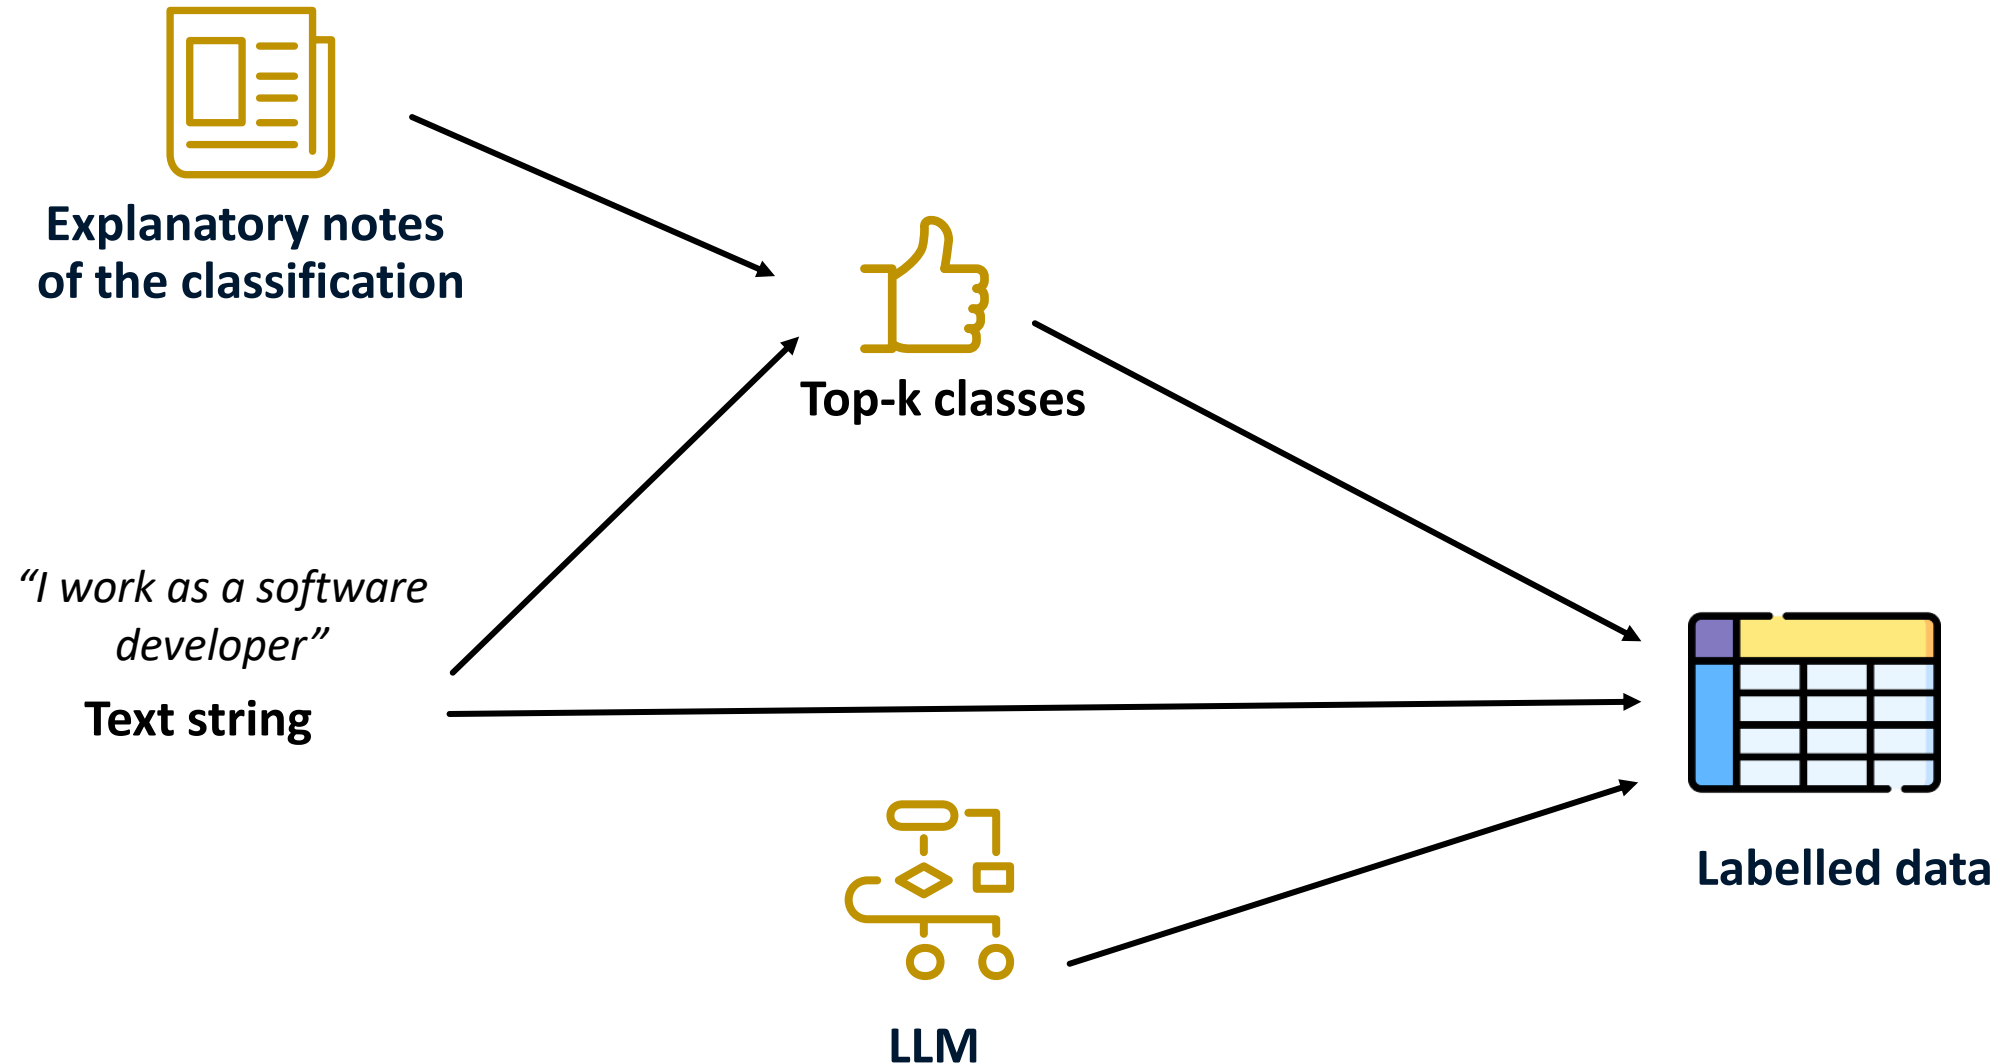 Explanatory notes
of the classification
Top-k classes
“I work as a software
developer”
Text string
Labelled data
LLM